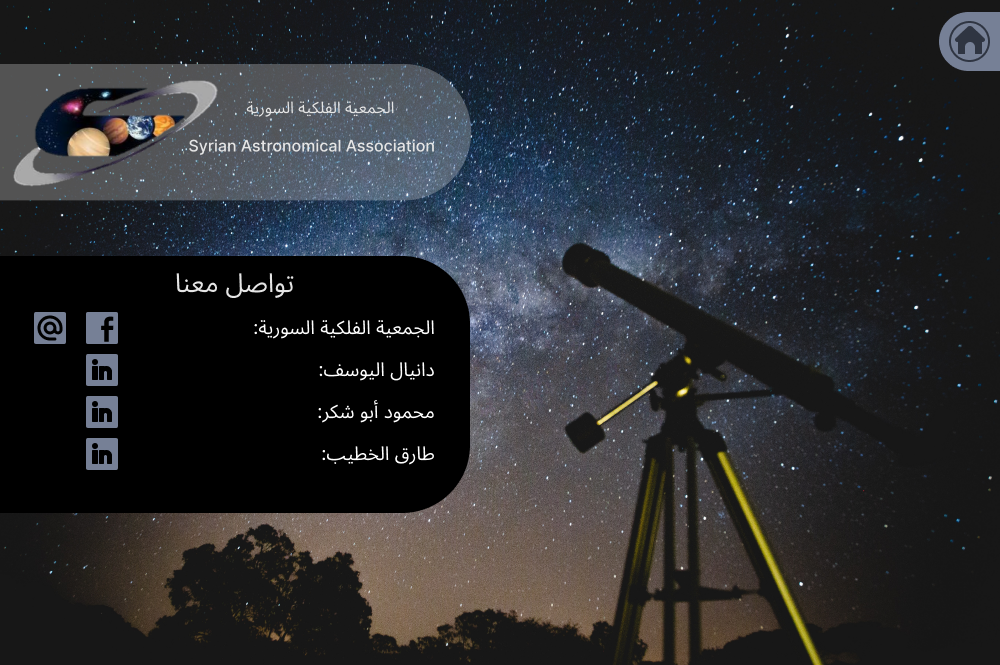 الجمعية الفلكية السورية
Syrian Astronomical Association
تواصل معنا
الجمعية الفلكية السورية:
دانيال اليوسف:
محمود أبو شكر:
طارق الخطيب: